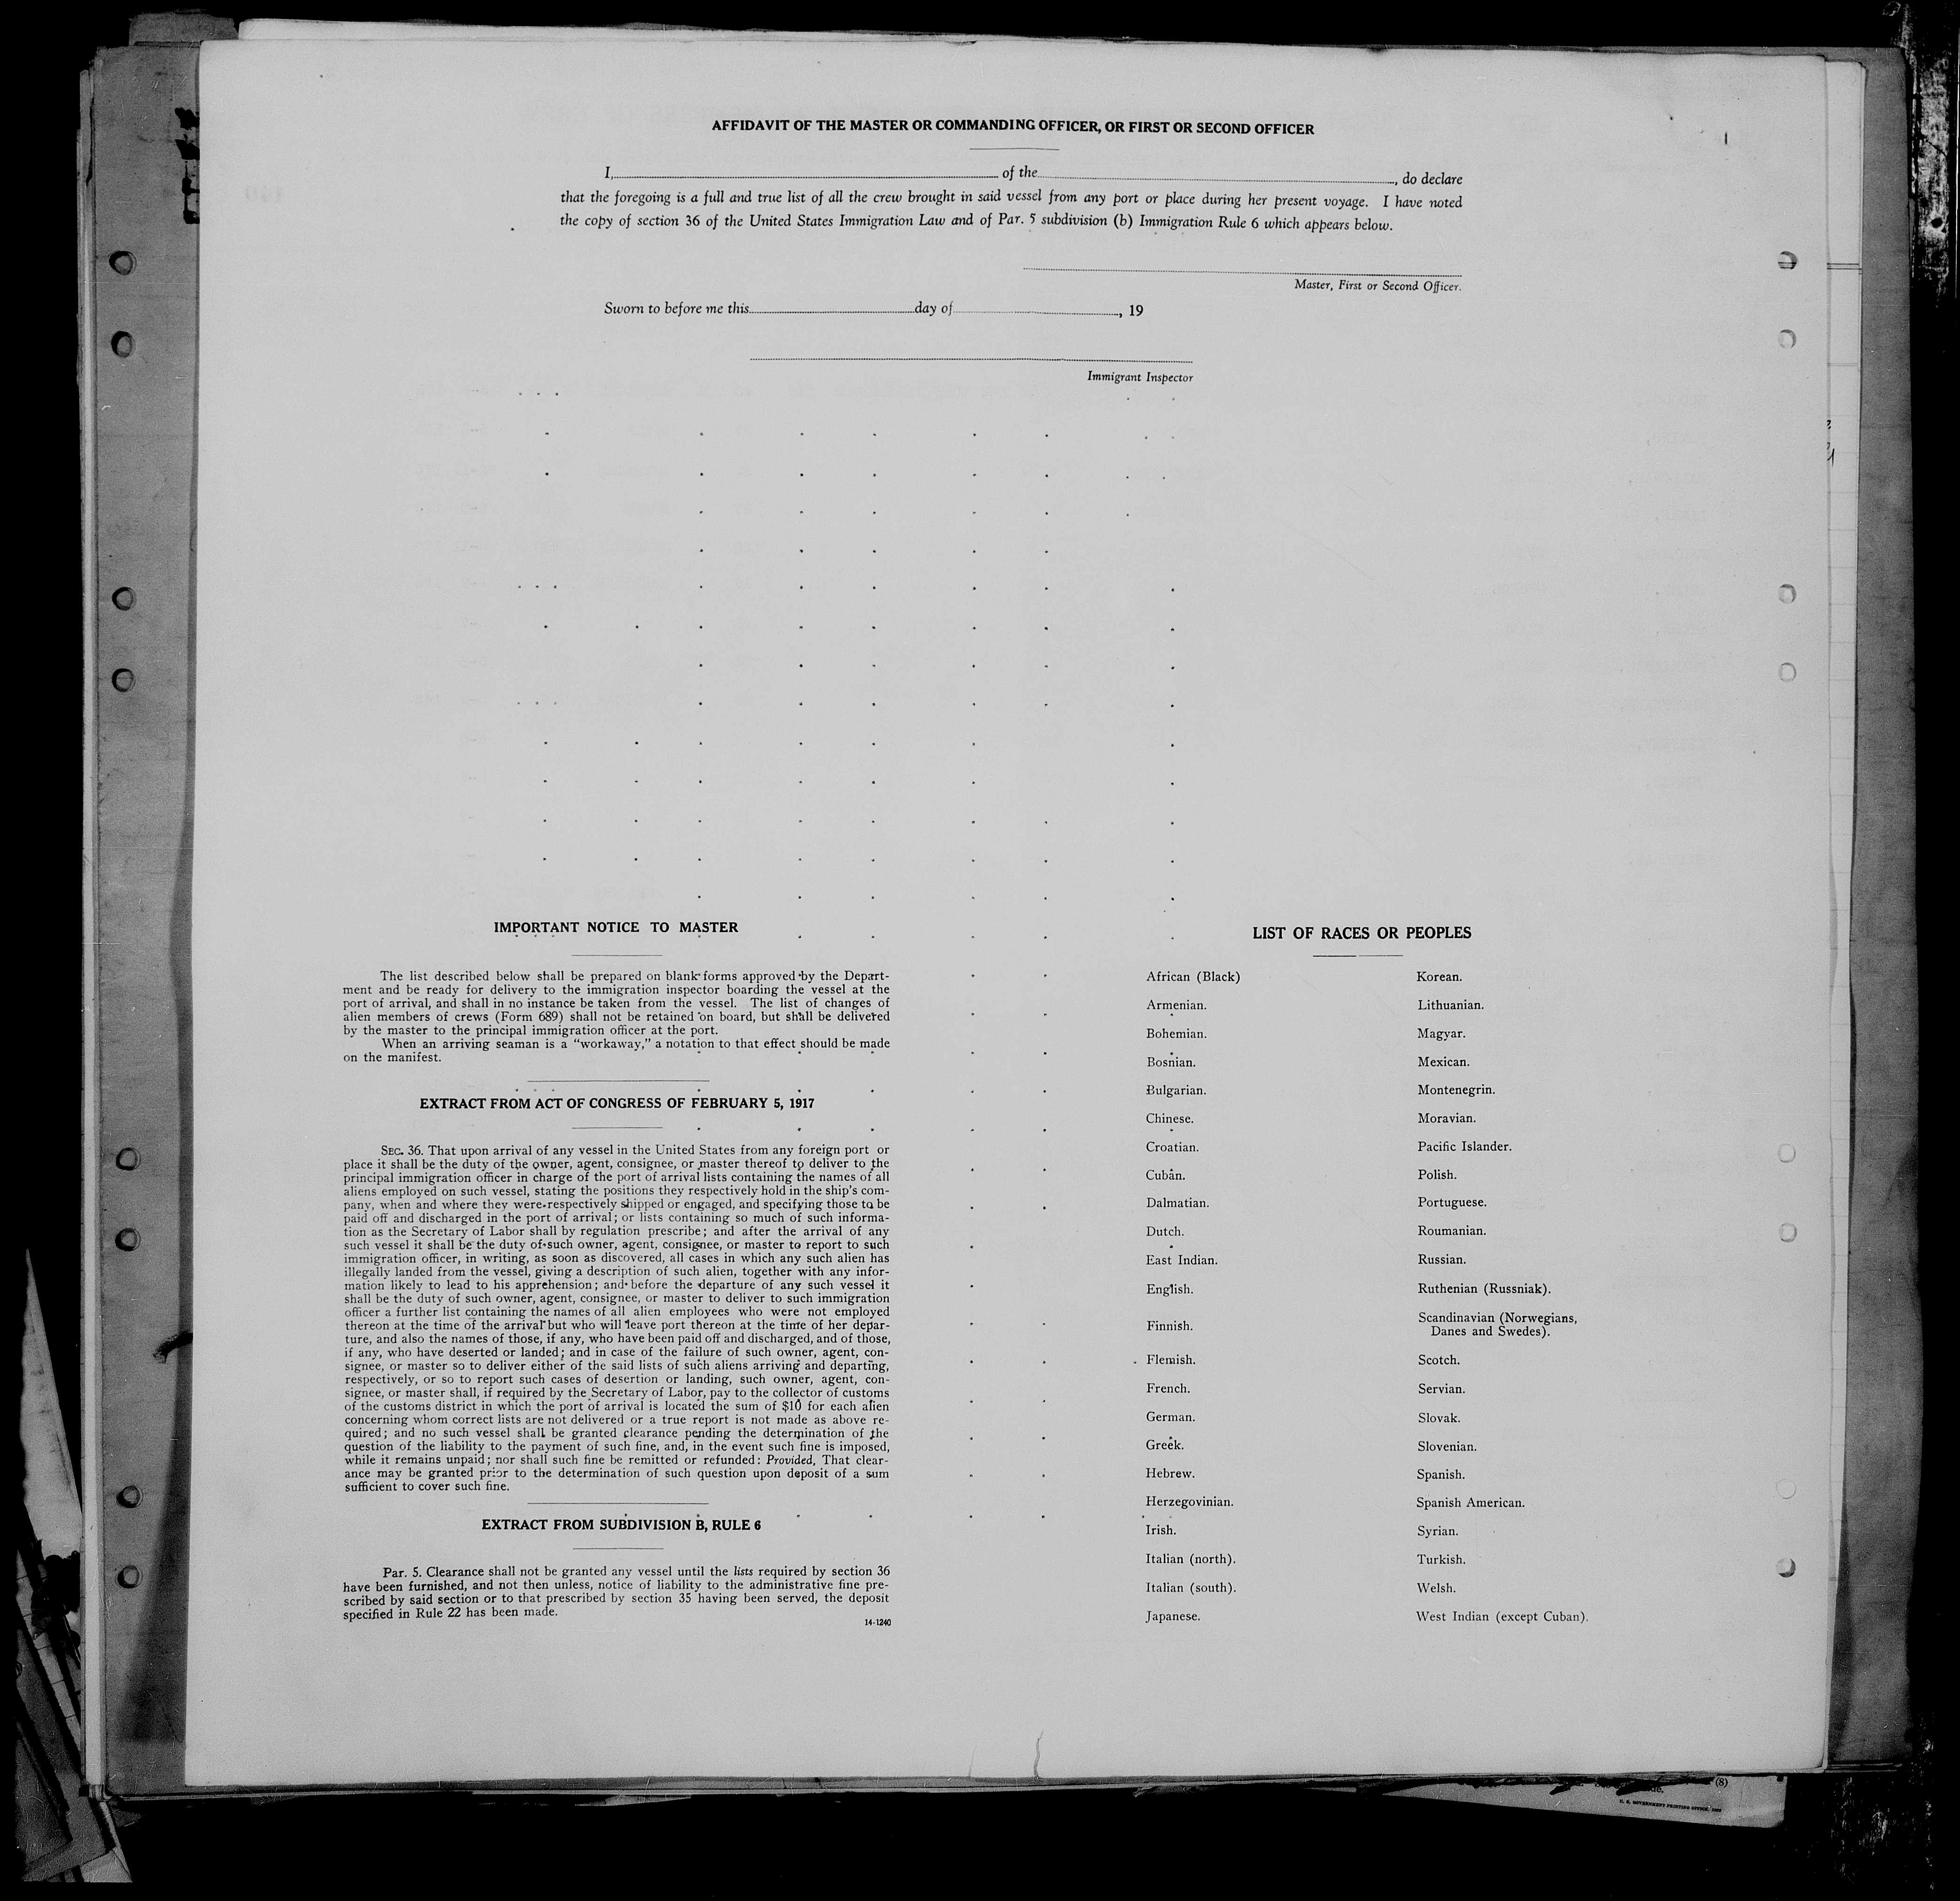 AFFIDAVIT OF THE MASTER OR COMMANDING OFFICER, OR FIRST OR SECOND OFFICER
I, of the , do declare
that the foregoing is a full and true list of all the crew brought in said vessel from any port or place during her present voyage. I have noted
the copy of section 36 of the United States Immigration Law and of Par. 5 subdivision (b) Immigration Rule 6 which appears below.
Master, First or Second Officer.
Sworn to before me this day of , 19
Immigrant Inspector
IMPORTANT NOTICE TO MASTER
The list described below shall be prepared on blank forms approved by the Depart-
ment and be ready for delivery to the immigration inspector boarding the vessel at the
port of arrival, and shall in no instance be taken from the vessel. The list of changes of
alien members of crews (Form 689) shall not be retained on board, but shall be delivered
by the master to the principal immigration officer at the port.
When an arriving seaman is a "workaway," a notation to that effect should be made
on the manifest.
EXTRACT FROM ACT OF CONGRESS OF FEBRUARY 5, 1917
SEC. 36. That upon arrival of any vessel in the United States from any foreign port or
place it shall be the duty of the owner, agent, consignee, or master thereof to deliver to the
principal immigration officer in charge of the port of arrival lists containing the names of all
aliens employed on such vessel, stating the positions they respectively hold in the ship's com-
pany, when and where they were respectively shipped or engaged, and specifying those to be
paid off and discharged in the port of arrival; or lists containing so much of such informa-
tion as the Secretary of Labor shall by regulation prescribe; and after the arrival of any
such vessel it shall be the duty of such owner, agent, consignee, or master to report to such
immigration officer, in writing, as soon as discovered, all cases in which any such alien has
illegally landed from the vessel, giving a description of such alien, together with any infor-
mation likely to lead to his apprehension; and before the departure of any such vessel it
shall be the duty of such owner, agent, consignee, or master to deliver to such immigration
officer a further list containing the names of all alien employees who were not employed
thereon at the time of the arrival but who will leave port thereon at the time of her depar-
ture, and also the names of those, if any, who have been paid off and discharged, and of those,
if any, who have deserted or landed; and in case of the failure of such owner, agent, con-
signee, or master so to deliver either of the said lists of such aliens arriving and departing,
respectively, or so to report such cases of desertion or landing, such owner, agent, con-
signee, or master shall, if required by the Secretary of Labor, pay to the collector of customs
of the customs district in which the port of arrival is located the sum of $10 for each alien
concerning whom correct lists are not delivered or a true report is not made as above re-
quired; and no such vessel shall be granted clearance pending the determination of the
question of the liability to the payment of such fine, and, in the event such fine is imposed,
while it remains unpaid; nor shall such fine be remitted or refunded: Provided, That clear-
ance may be granted prior to the determination of such question upon deposit of a sum
sufficient to cover such fine.
EXTRACT FROM SUBDIVISION B, RULE 6
Par. 5. Clearance shall not be granted any vessel until the lists required by section 36
have been furnished, and not then unless, notice of liability to the administrative fine pre-
scribed by said section or to that prescribed by section 35 having been served, the deposit
specified in Rule 22 has been made.
14-1240
LIST OF RACES OR PEOPLES
African (Black)
Armenian.
Bohemian.
Bosnian.
Bulgarian.
Chinese.
Croatian.
Cuban.
Dalmatian.
Dutch.
East Indian.
English.
Finnish.
Flemish.
French.
German.
Greek.
Hebrew.
Herzegovinian.
Irish.
Italian (north).
Italian (south).
Japanese.
Korean.
Lithuanian.
Magyar.
Mexican.
Montenegrin.
Moravian.
Pacific Islander.
Polish.
Portuguese.
Roumanian.
Russian.
Ruthenian (Russniak).
Scandinavian (Norwegians,
Danes and Swedes).
Scotch.
Servian.
Slovak.
Slovenian.
Spanish.
Spanish American.
Syrian.
Turkish.
Welsh.
West Indian (except Cuban).
(8)
U. S. GOVERNMENT PRINTING OFFICE